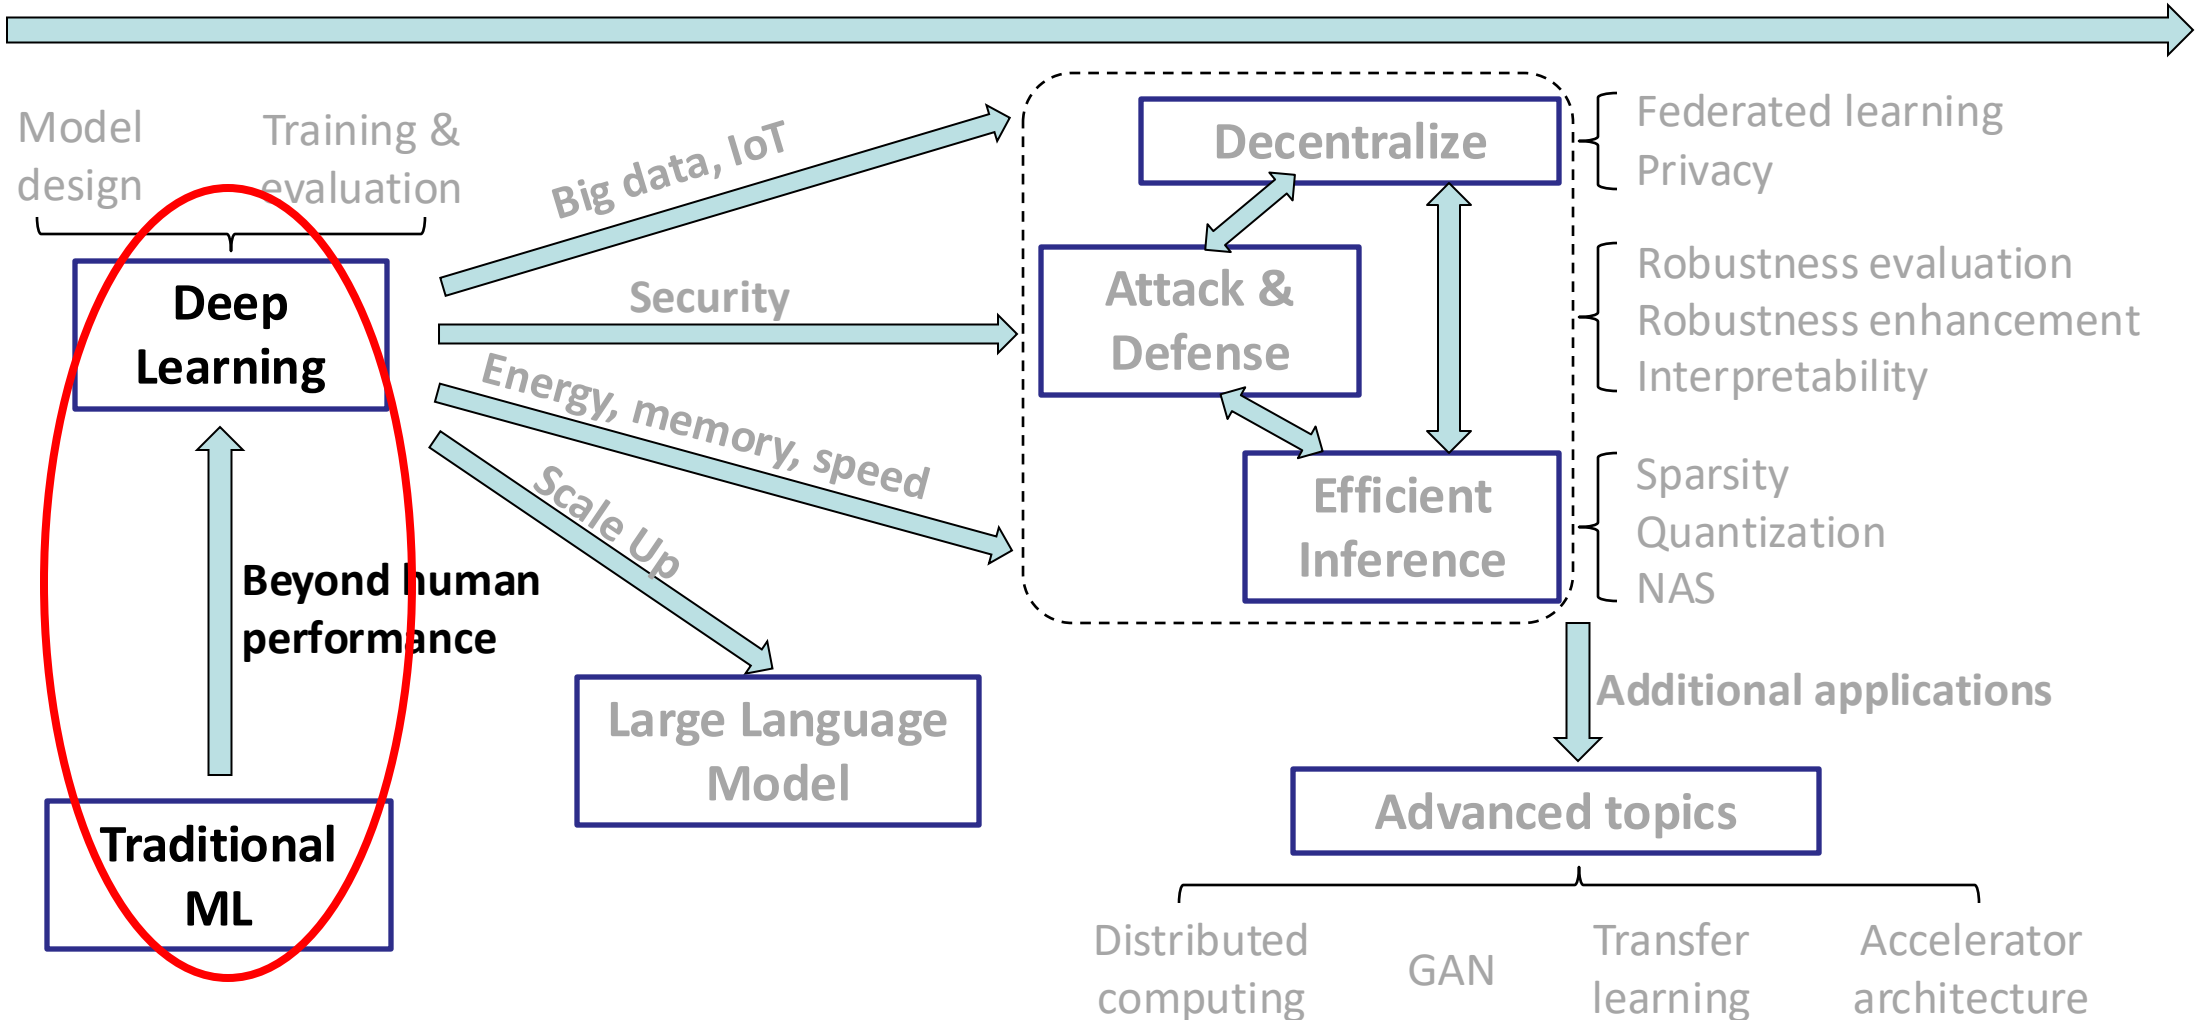 Model
design
Training &
evaluation
Deep
Learning
Beyond human
performance
Traditional
ML
Big data, IoT
Security
Energy, memory, speed
Scale Up
Large Language
Model
Decentralize
Attack &
Defense
Efficient
Inference
Federated learning
Privacy
Robustness evaluation
Robustness enhancement
Interpretability
Sparsity
Quantization
NAS
Additional applications
Advanced topics
Distributed
computing
GAN
Transfer
learning
Accelerator
architecture